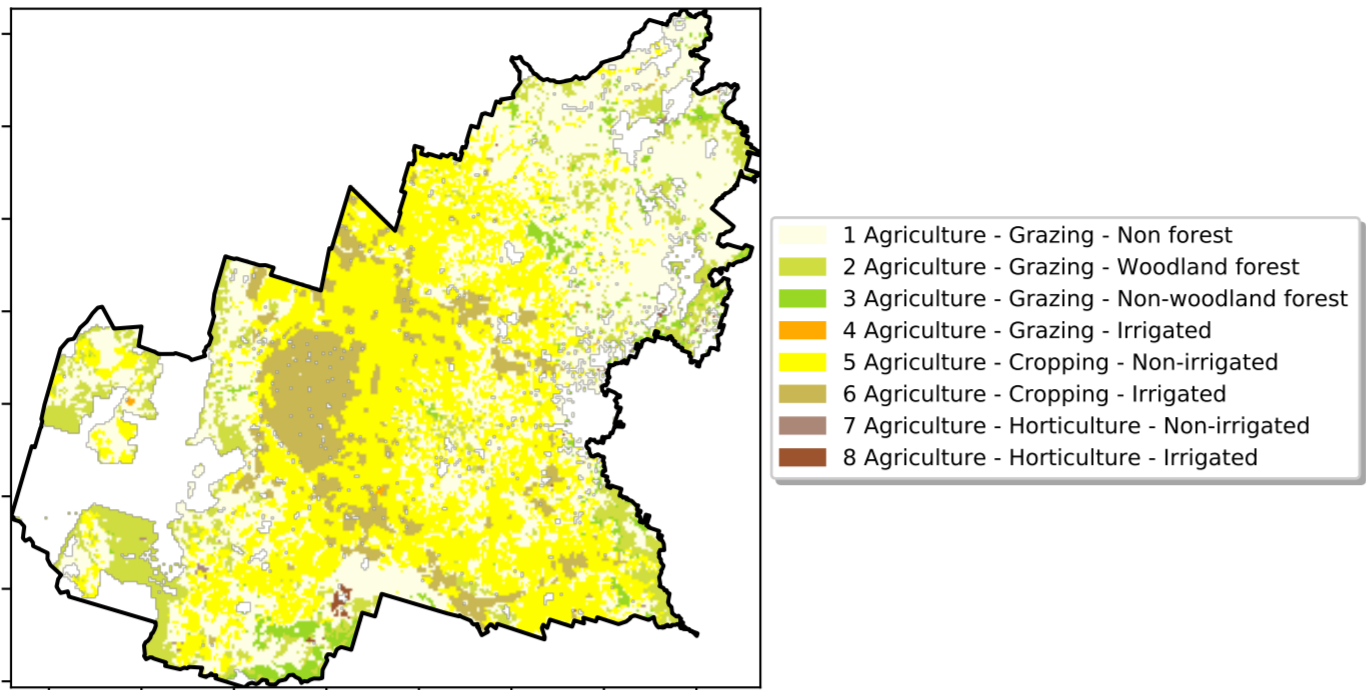 1 Agriculture - Grazing - Non forest
2 Agriculture - Grazing - Woodland forest
3 Agriculture - Grazing - Non-woodland forest
4 Agriculture - Grazing - Irrigated
5 Agriculture - Cropping - Non-irrigated
6 Agriculture - Cropping - Irrigated
7 Agriculture - Horticulture - Non-irrigated
8 Agriculture - Horticulture - Irrigated